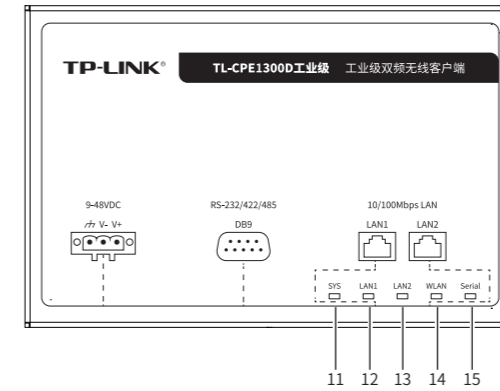 TP-LINK® TL-CPE1300D工业级 工业级双频无线客户端
9-48VDC RS-232/422/485 10/100Mbps LAN
V- V+ DB9 LAN1 LAN2
SYS LAN1 LAN2 WLAN Serial
11 12 13 14 15